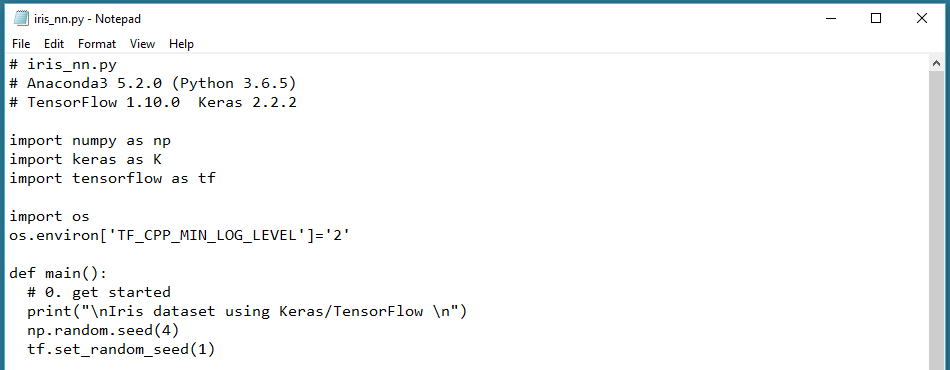 iris_nn.py - Notepad
File Edit Format View Help
# iris_nn.py
# Anaconda3 5.2.0 (Python 3.6.5)
# TensorFlow 1.10.0  Keras 2.2.2

import numpy as np
import keras as K
import tensorflow as tf

import os
os.environ['TF_CPP_MIN_LOG_LEVEL']='2'

def main():
  # 0. get started
  print("\nIris dataset using Keras/TensorFlow \n")
  np.random.seed(4)
  tf.set_random_seed(1)